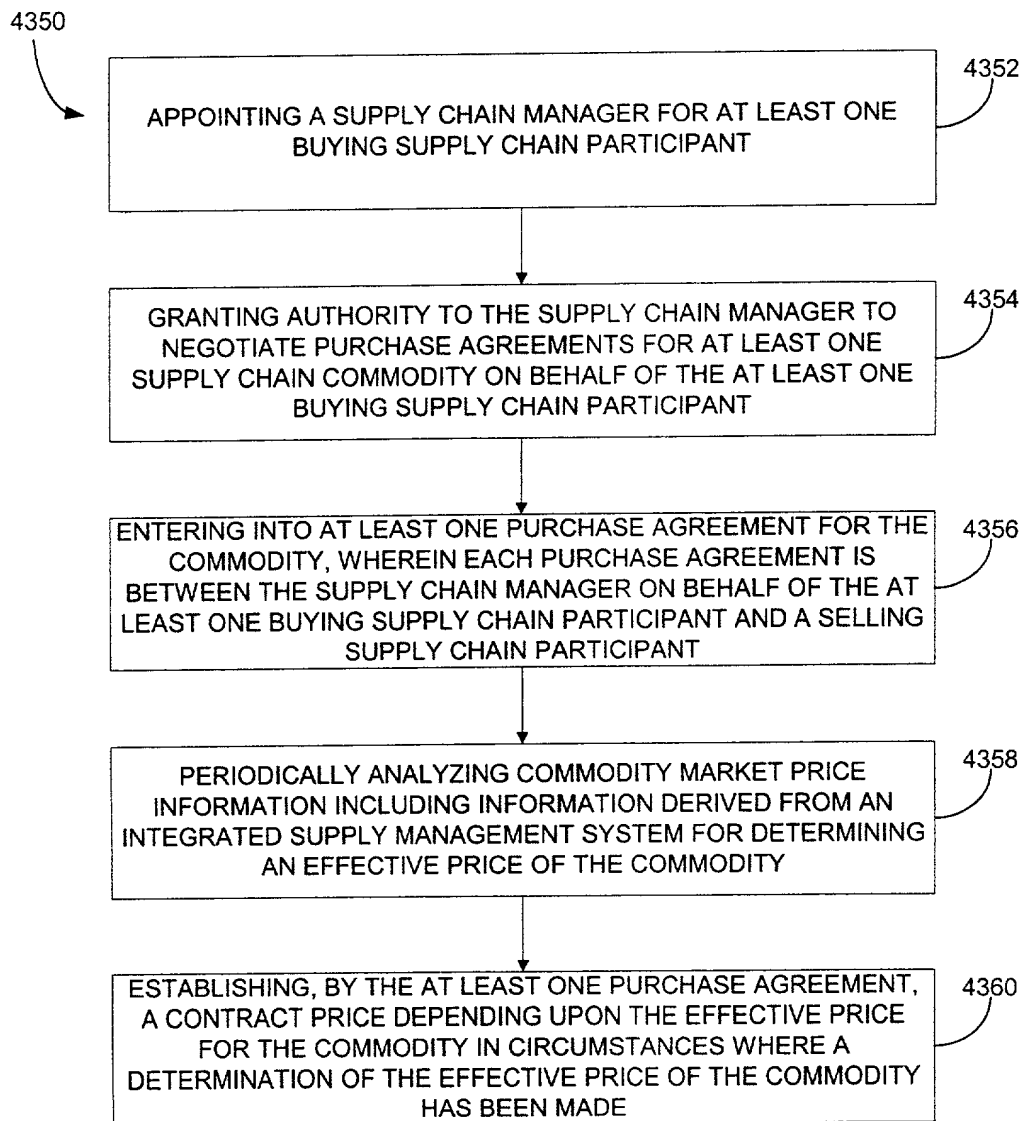 4350
4352
APPOINTING A SUPPLY CHAIN MANAGER FOR AT LEAST ONE
BUYING SUPPLY CHAIN PARTICIPANT
4354
GRANTING AUTHORITY TO THE SUPPLY CHAIN MANAGER TO
NEGOTIATE PURCHASE AGREEMENTS FOR AT LEAST ONE
SUPPLY CHAIN COMMODITY ON BEHALF OF THE AT LEAST ONE
BUYING SUPPLY CHAIN PARTICIPANT
4356
ENTERING INTO AT LEAST ONE PURCHASE AGREEMENT FOR THE
COMMODITY, WHEREIN EACH PURCHASE AGREEMENT IS
BETWEEN THE SUPPLY CHAIN MANAGER ON BEHALF OF THE AT
LEAST ONE BUYING SUPPLY CHAIN PARTICIPANT AND A SELLING
SUPPLY CHAIN PARTICIPANT
4358
PERIODICALLY ANALYZING COMMODITY MARKET PRICE
INFORMATION INCLUDING INFORMATION DERIVED FROM AN
INTEGRATED SUPPLY MANAGEMENT SYSTEM FOR DETERMINING
AN EFFECTIVE PRICE OF THE COMMODITY
4360
ESTABLISHING, BY THE AT LEAST ONE PURCHASE AGREEMENT,
A CONTRACT PRICE DEPENDING UPON THE EFFECTIVE PRICE
FOR THE COMMODITY IN CIRCUMSTANCES WHERE A
DETERMINATION OF THE EFFECTIVE PRICE OF THE COMMODITY
HAS BEEN MADE